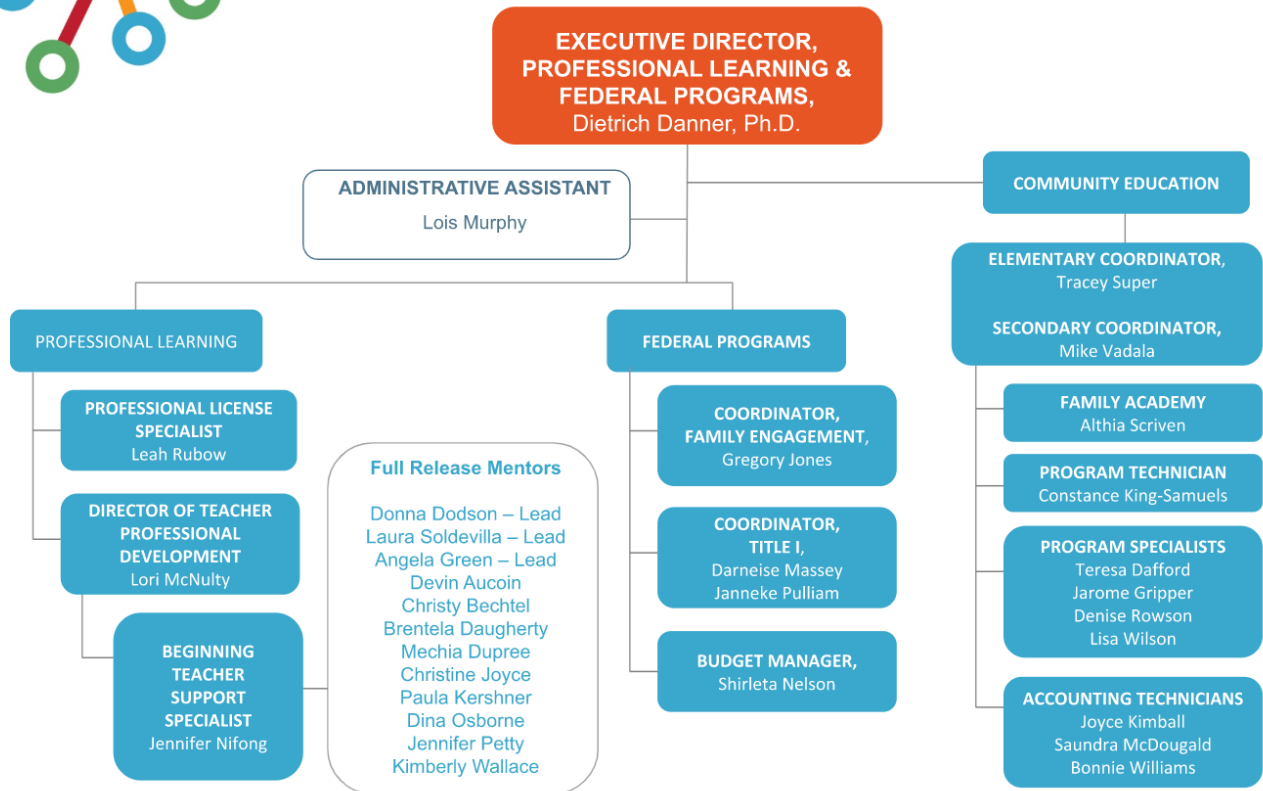 EXECUTIVE DIRECTOR,
PROFESSIONAL LEARNING &
FEDERAL PROGRAMS,
Dietrich Danner, Ph.D.
ADMINISTRATIVE ASSISTANT
Lois Murphy
COMMUNITY EDUCATION
ELEMENTARY COORDINATOR,
Tracey Super
SECONDARY COORDINATOR,
Mike Vadala
FAMILY ACADEMY
Althia Scriven
PROGRAM TECHNICIAN
Constance King-Samuels
PROGRAM SPECIALISTS
Teresa Dafford
Jarome Gripper
Denise Rowson
Lisa Wilson
ACCOUNTING TECHNICIANS
Joyce Kimball
Saundra McDougald
Bonnie Williams
PROFESSIONAL LEARNING
PROFESSIONAL LICENSE
SPECIALIST
Leah Rubow
DIRECTOR OF TEACHER
PROFESSIONAL
DEVELOPMENT
Lori McNulty
BEGINNING
TEACHER
SUPPORT
SPECIALIST
Jennifer Nifong
Full Release Mentors
Donna Dodson – Lead
Laura Soldevilla – Lead
Angela Green – Lead
Devin Aucoin
Christy Bechtel
Brentela Daugherty
Mechia Dupree
Christine Joyce
Paula Kershner
Dina Osborne
Jennifer Petty
Kimberly Wallace
FEDERAL PROGRAMS
COORDINATOR,
FAMILY ENGAGEMENT,
Gregory Jones
COORDINATOR,
TITLE I,
Darneise Massey
Janneke Pulliam
BUDGET MANAGER,
Shirleta Nelson